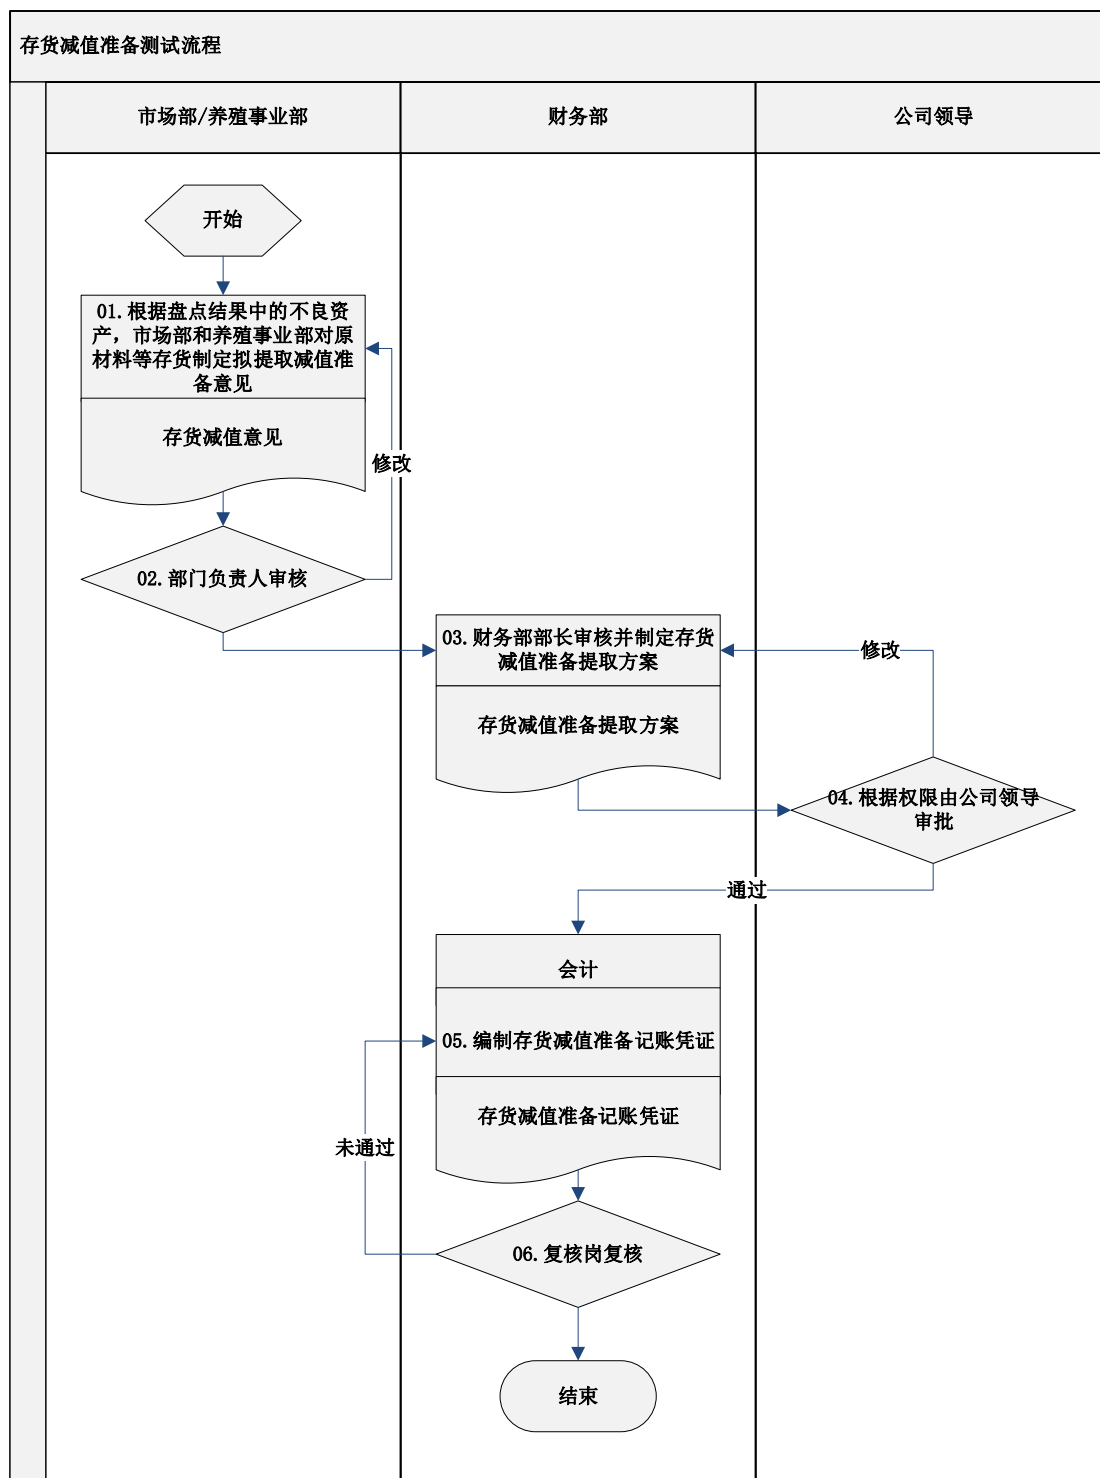 存货减值准备测试流程
市场部/养殖事业部
财务部
公司领导
开始
01.根据盘点结果中的不良资
产，市场部和养殖事业部对原
材料等存货制定拟提取减值准
备意见
存货减值意见
修改
02.部门负责人审核
03.财务部部长审核并制定存货
减值准备提取方案
修改
存货减值准备提取方案
04.根据权限由公司领导
审批
通过
会计
05.编制存货减值准备记账凭证
存货减值准备记账凭证
未通过
06.复核岗复核
结束